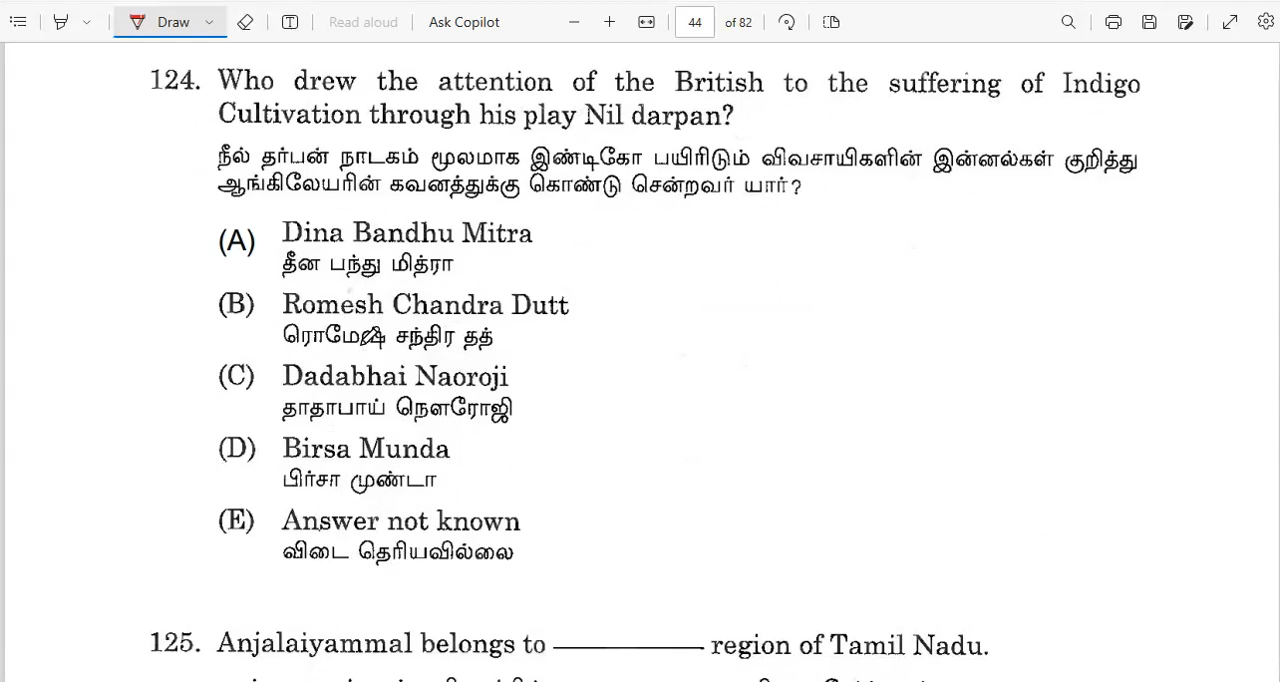 Draw
Read aloud
Ask Copilot
44 of 82
124. Who drew the attention of the British to the suffering of Indigo
Cultivation through his play Nil darpan?
நீல் தர்பன் நாடகம் மூலமாக இண்டிகோ பயிரிடும் விவசாயிகளின் இன்னல்கள் குறித்து
ஆங்கிலேயரின் கவனத்துக்கு கொண்டு சென்றவர் யார்?
(A) Dina Bandhu Mitra
தீன பந்து மித்ரா
(B) Romesh Chandra Dutt
ரொமேஷ் சந்திர தத்
(C) Dadabhai Naoroji
தாதாபாய் நௌரோஜி
(D) Birsa Munda
பிர்சா முண்டா
(E) Answer not known
விடை தெரியவில்லை
125. Anjalaiyammal belongs to ———— region of Tamil Nadu.